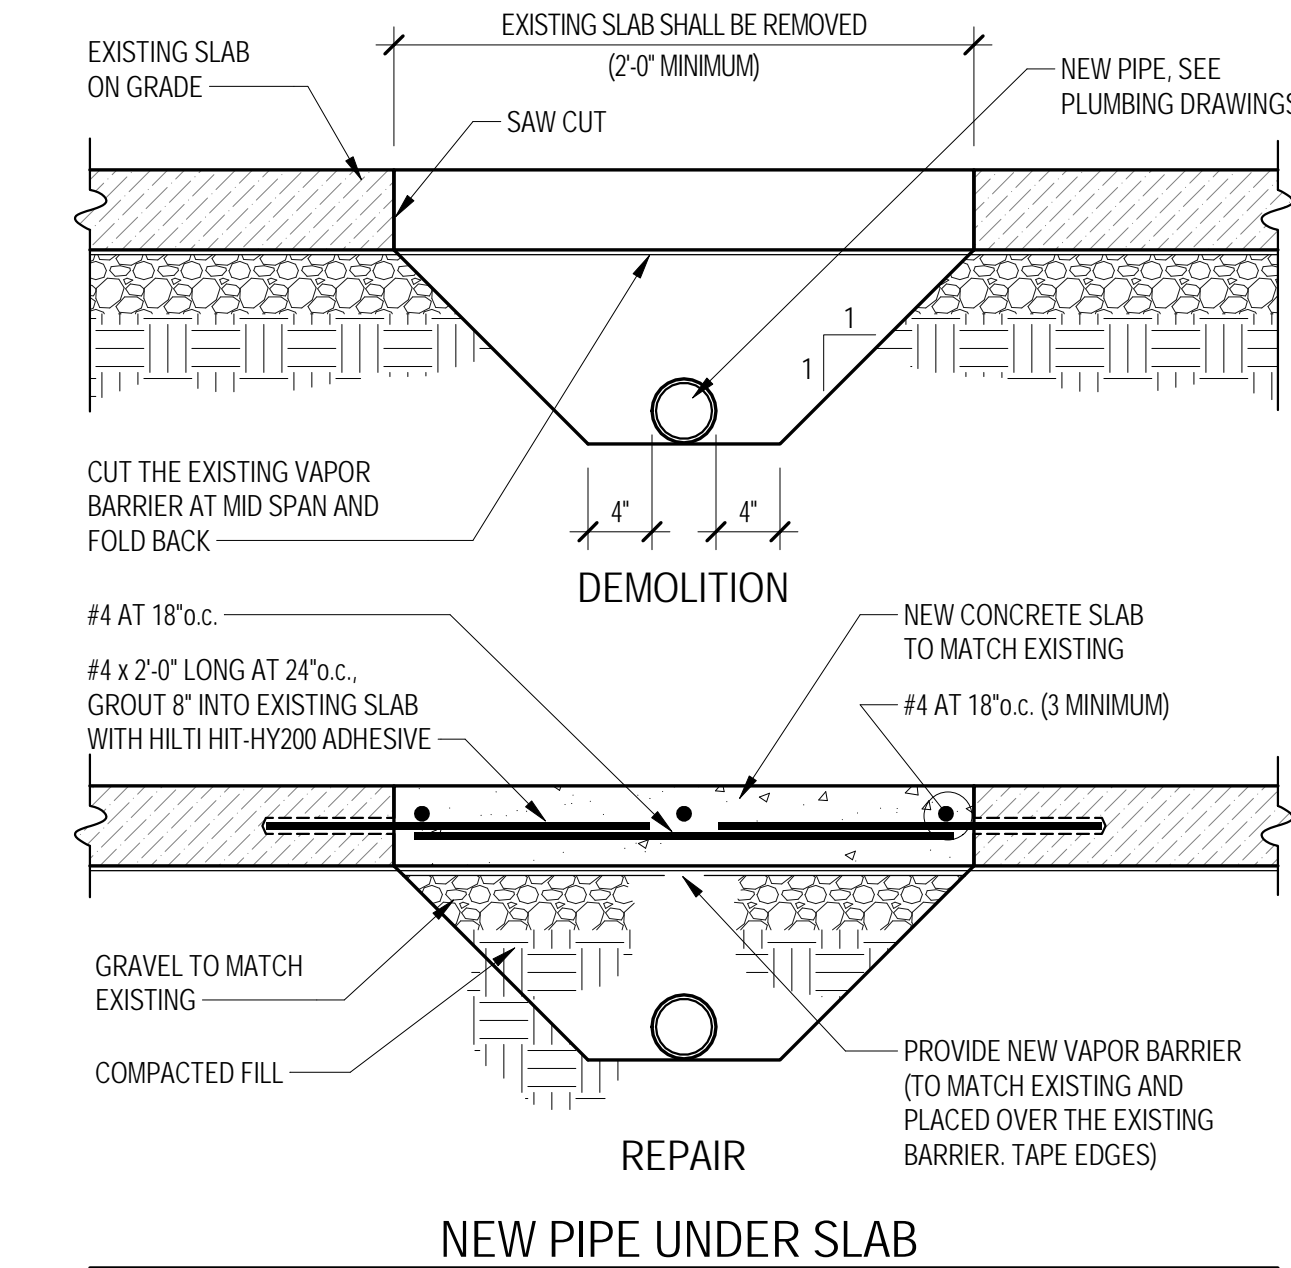 EXISTING SLAB SHALL BE REMOVED
(2'-0" MINIMUM)
EXISTING SLAB
ON GRADE
SAW CUT
NEW PIPE, SEE
PLUMBING DRAWINGS
1
1
CUT THE EXISTING VAPOR
BARRIER AT MID SPAN AND
FOLD BACK
4"
4"
DEMOLITION
#4 AT 18"o.c.
#4 x 2'-0" LONG AT 24"o.c.,
GROUT 8" INTO EXISTING SLAB
WITH HILTI HIT-HY200 ADHESIVE
NEW CONCRETE SLAB
TO MATCH EXISTING
#4 AT 18"o.c. (3 MINIMUM)
GRAVEL TO MATCH
EXISTING
COMPACTED FILL
PROVIDE NEW VAPOR BARRIER
(TO MATCH EXISTING AND
PLACED OVER THE EXISTING
BARRIER. TAPE EDGES)
REPAIR
NEW PIPE UNDER SLAB